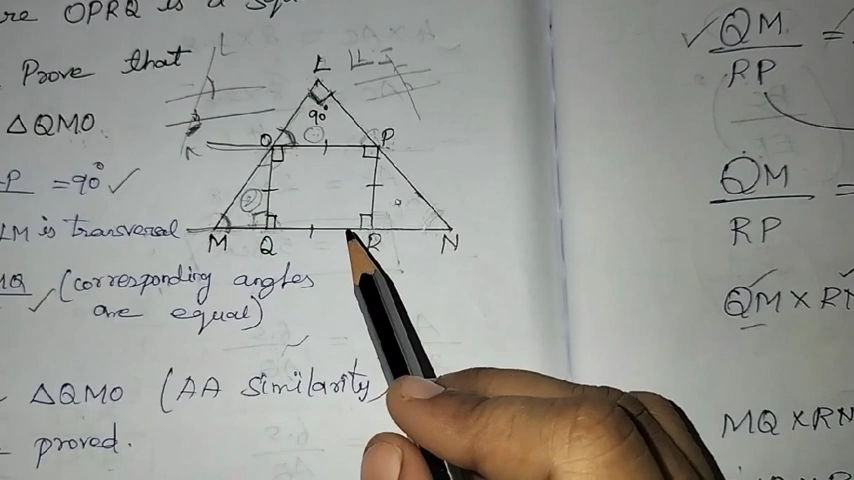 re OPRQ is a squ
Prove that
L
90°
ΔQMO
O P
P = 90° ✓
LM is transversal
M Q R N
MQ (corresponding angles
are equal)
ΔQMO (AA similarity
proved.
✓ QM =
RP
QM =
RP
QM × RN
MQ × RN